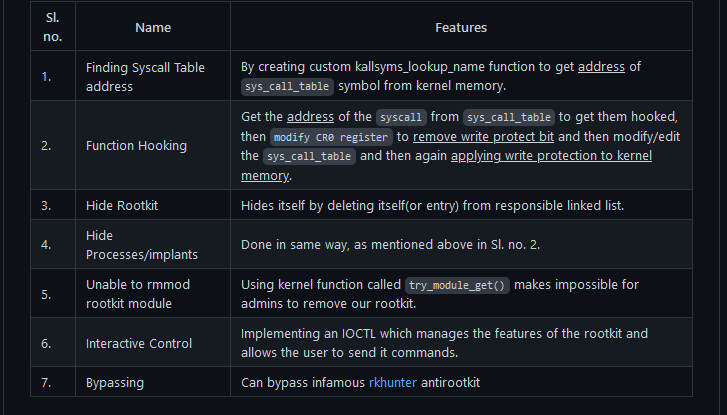 Sl. no. Name Features
1. Finding Syscall Table address By creating custom kallsyms_lookup_name function to get address of
sys_call_table symbol from kernel memory.
2. Function Hooking Get the address of the syscall from sys_call_table to get them hooked,
then modify CR0 register to remove write protect bit and then modify/edit
the sys_call_table and then again applying write protection to kernel
memory.
3. Hide Rootkit Hides itself by deleting itself(or entry) from responsible linked list.
4. Hide Processes/implants Done in same way, as mentioned above in Sl. no. 2.
5. Unable to rmmod rootkit module Using kernel function called try_module_get() makes impossible for
admins to remove our rootkit.
6. Interactive Control Implementing an IOCTL which manages the features of the rootkit and
allows the user to send it commands.
7. Bypassing Can bypass infamous rkhunter antirootkit